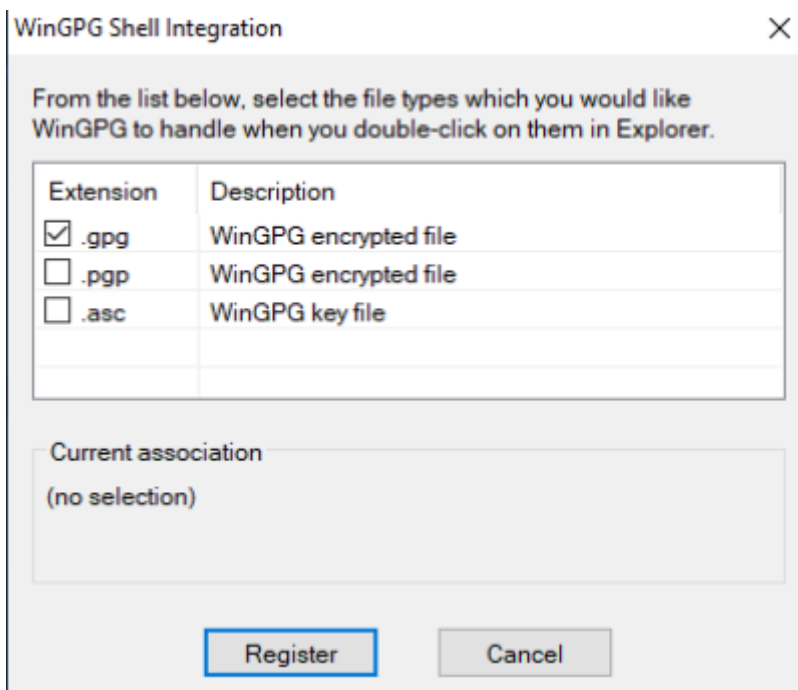 WinGPG Shell Integration
From the list below, select the file types which you would like
WinGPG to handle when you double-click on them in Explorer.
Extension Description
.gpg WinGPG encrypted file
.pgp WinGPG encrypted file
.asc WinGPG key file
Current association
(no selection)
Register Cancel